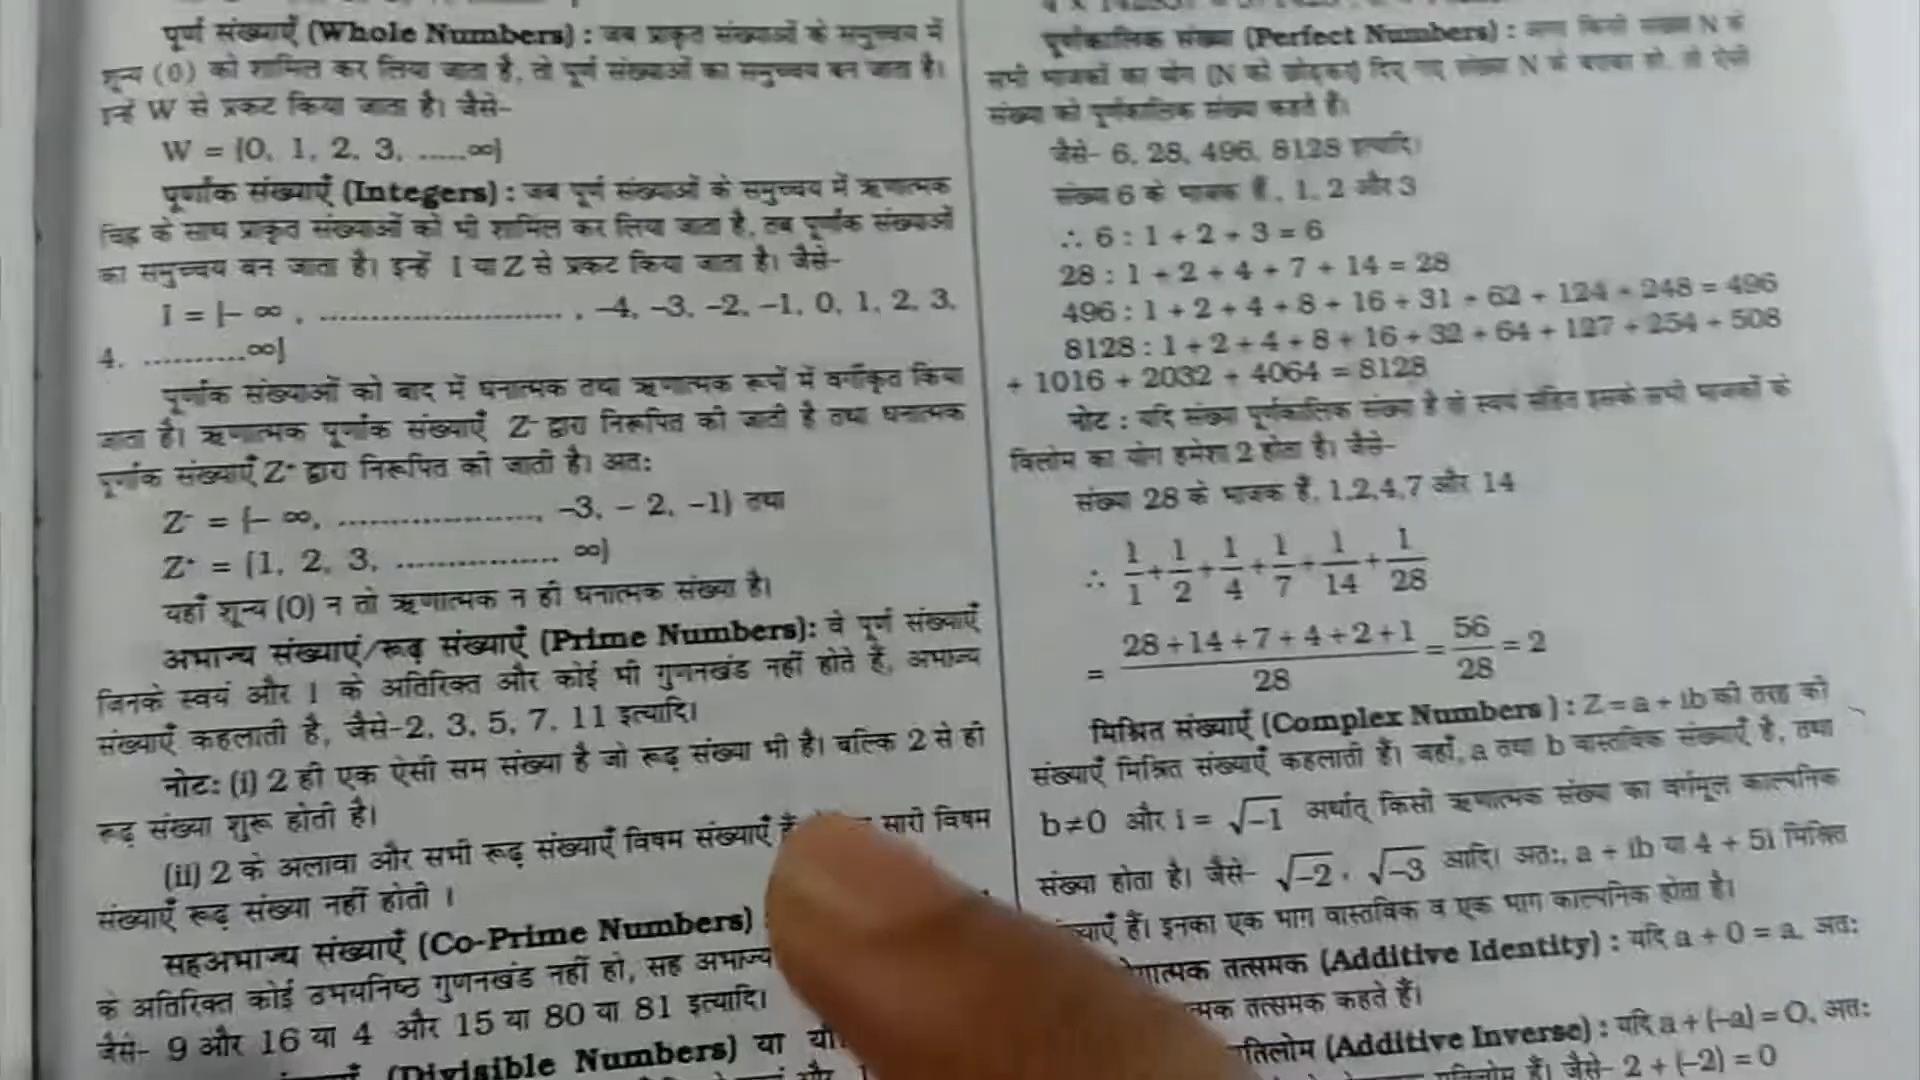 पूर्ण संख्याएँ (Whole Numbers) : जब प्राकृत संख्याओं के समुच्चय में
शून्य (0) को शामिल कर लिया जाता है, तो पूर्ण संख्याओं का समुच्चय बन जाता है।
इन्हें W से प्रकट किया जाता है। जैसे-
W = {0, 1, 2, 3, .....∞}
पूर्णांक संख्याएँ (Integers) : जब पूर्ण संख्याओं के समुच्चय में ऋणात्मक
चिह्न के साथ प्राकृत संख्याओं को भी शामिल कर लिया जाता है, तब पूर्णांक संख्याओं
का समुच्चय बन जाता है। इन्हें I या Z से प्रकट किया जाता है। जैसे-
I = {- ∞ , ........................ , -4, -3, -2, -1, 0, 1, 2, 3,
4, ..........∞}
पूर्णांक संख्याओं को बाद में धनात्मक तथा ऋणात्मक रूपों में वर्गीकृत किया
जाता है। ऋणात्मक पूर्णांक संख्याएँ Z⁻ द्वारा निरूपित की जाती है तथा धनात्मक
पूर्णांक संख्याएँ Z⁺ द्वारा निरूपित की जाती है। अतः
Z⁻ = {- ∞, ...................., -3, - 2, -1} तथा
Z⁺ = {1, 2, 3, ................ ∞}
यहाँ शून्य (0) न तो ऋणात्मक न ही धनात्मक संख्या है।
अभाज्य संख्याएं/रूढ़ संख्याएँ (Prime Numbers): वे पूर्ण संख्याएँ
जिनके स्वयं और 1 के अतिरिक्त और कोई भी गुणनखंड नहीं होते हैं, अभाज्य
संख्याएँ कहलाती है, जैसे-2, 3, 5, 7, 11 इत्यादि।
नोटः (i) 2 ही एक ऐसी सम संख्या है जो रूढ़ संख्या भी है। बल्कि 2 से ही
रूढ़ संख्या शुरू होती है।
(ii) 2 के अलावा और सभी रूढ़ संख्याएँ विषम संख्याएँ सारी विषम
संख्याएँ रूढ़ संख्या नहीं होती ।
सहअभाज्य संख्याएँ (Co-Prime Numbers)
के अतिरिक्त कोई उभयनिष्ठ गुणनखंड नहीं हो, सह अभाज्य
जैसे- 9 और 16 या 4 और 15 या 80 या 81 इत्यादि।
(Divisible Numbers) या
पूर्णकालिक संख्या (Perfect Numbers) : अगर किसी संख्या N के
सभी भाजकों का योग (N को छोड़कर) दिए गए संख्या N के बराबर हो, तो ऐसी
संख्या को पूर्णकालिक संख्या कहते हैं।
जैसे- 6, 28, 496, 8128 इत्यादि।
संख्या 6 के भाजक हैं, 1, 2 और 3
∴ 6 : 1 + 2 + 3 = 6
28 : 1 + 2 + 4 + 7 + 14 = 28
496 : 1 + 2 + 4 + 8 + 16 + 31 + 62 + 124 + 248 = 496
8128 : 1 + 2 + 4 + 8 + 16 + 32 + 64 + 127 + 254 + 508
+ 1016 + 2032 + 4064 = 8128
नोट : यदि संख्या पूर्णकालिक संख्या है तो स्वयं सहित इसके सभी भाजकों के
विलोम का योग हमेशा 2 होता है। जैसे-
संख्या 28 के भाजक हैं, 1,2,4,7 और 14
∴ 1/1 + 1/2 + 1/4 + 1/7 + 1/14 + 1/28
= (28 + 14 + 7 + 4 + 2 + 1)/28 = 56/28 = 2
मिश्रित संख्याएँ (Complex Numbers) : Z = a + ib की तरह की
संख्याएँ मिश्रित संख्याएँ कहलाती हैं। जहाँ, a तथा b वास्तविक संख्याएँ है, तथा
b≠0 और i = √-1 अर्थात् किसी ऋणात्मक संख्या का वर्गमूल काल्पनिक
संख्या होता है। जैसे- √-2, √-3 आदि। अतः, a + ib या 4 + 5i मिश्रित
हैं। इनका एक भाग वास्तविक व एक भाग काल्पनिक होता है।
तत्समक (Additive Identity) : यदि a + 0 = a, अतः
तत्समक कहते हैं।
(Additive Inverse) : यदि a + (-a) = 0, अतः
जैसे- 2 + (-2) = 0